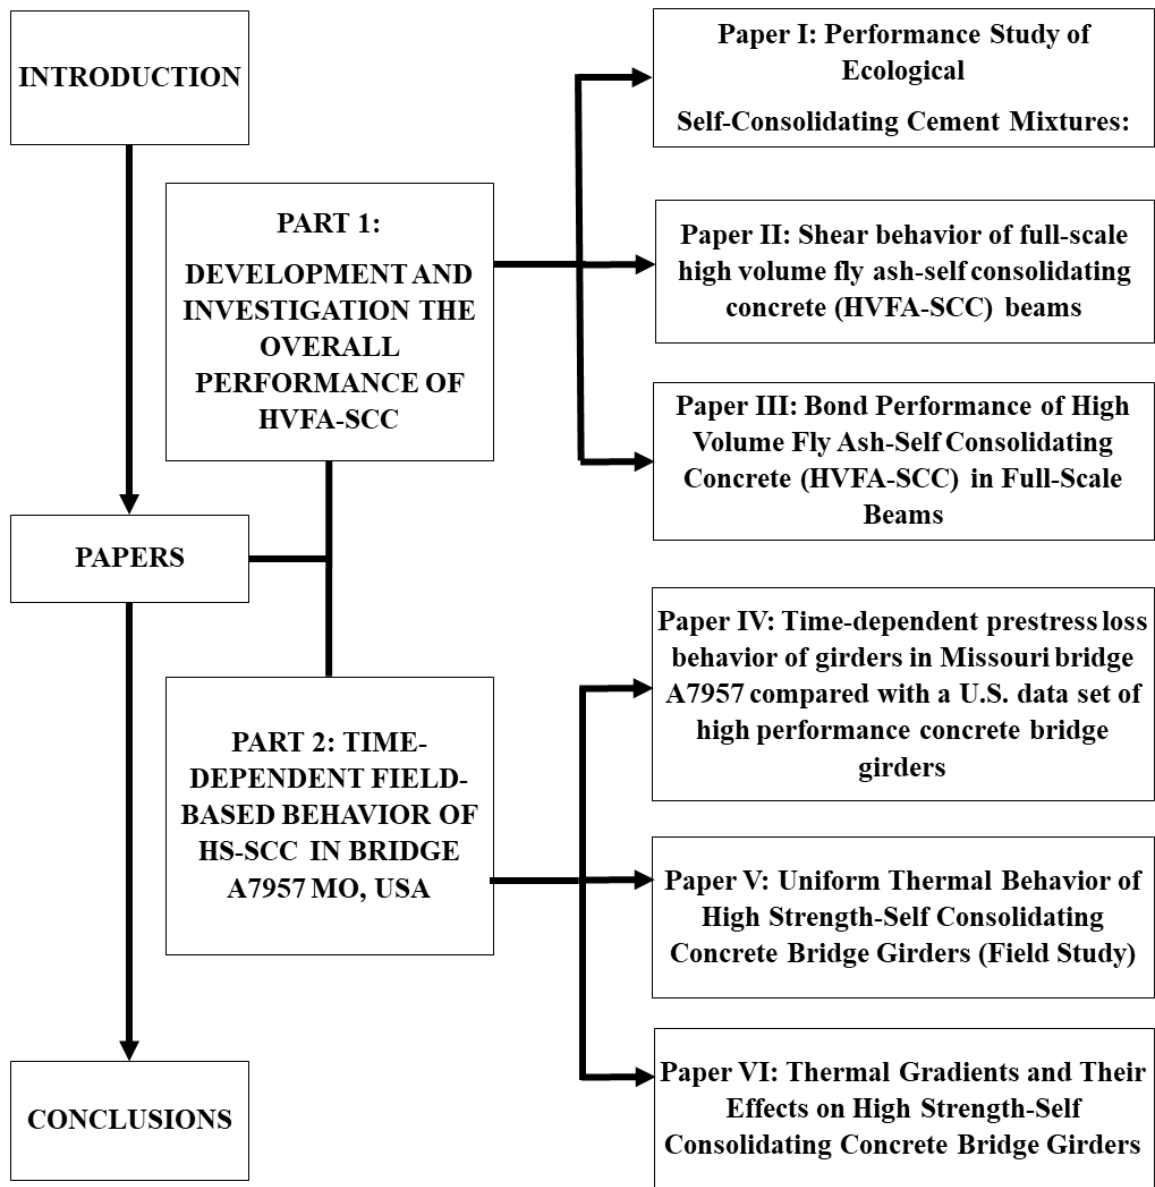 INTRODUCTION
PART 1:
DEVELOPMENT AND
INVESTIGATION THE
OVERALL
PERFORMANCE OF
HVFA-SCC
Paper I: Performance Study of
Ecological
Self-Consolidating Cement Mixtures:
Paper II: Shear behavior of full-scale
high volume fly ash-self consolidating
concrete (HVFA-SCC) beams
Paper III: Bond Performance of High
Volume Fly Ash-Self Consolidating
Concrete (HVFA-SCC) in Full-Scale
Beams
PAPERS
PART 2: TIME-
DEPENDENT FIELD-
BASED BEHAVIOR OF
HS-SCC IN BRIDGE
A7957 MO, USA
Paper IV: Time-dependent prestress loss
behavior of girders in Missouri bridge
A7957 compared with a U.S. data set of
high performance concrete bridge
girders
Paper V: Uniform Thermal Behavior of
High Strength-Self Consolidating
Concrete Bridge Girders (Field Study)
Paper VI: Thermal Gradients and Their
Effects on High Strength-Self
Consolidating Concrete Bridge Girders
CONCLUSIONS